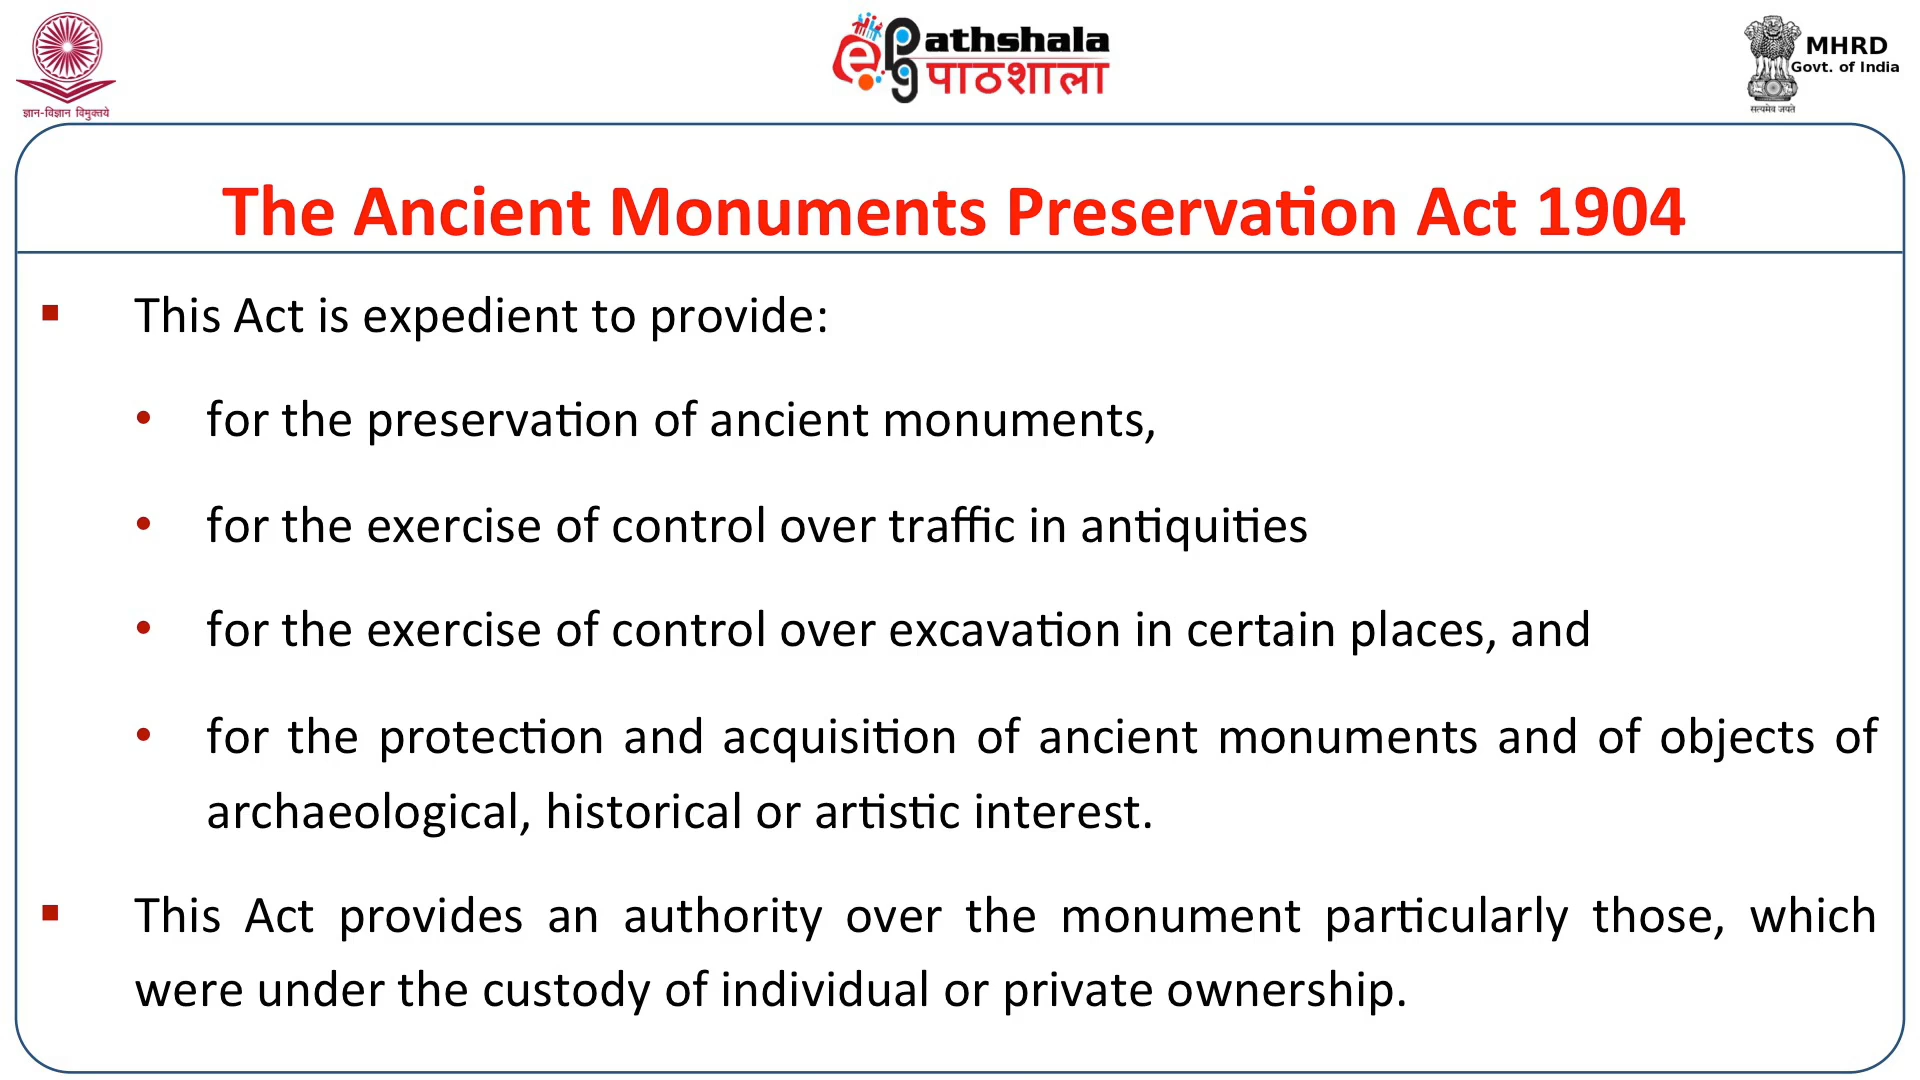 ज्ञान-विज्ञान विमुक्तये
ePg Pathshala
पाठशाला
MHRD
Govt. of India
सत्यमेव जयते
The Ancient Monuments Preservation Act 1904
▪ This Act is expedient to provide:
• for the preservation of ancient monuments,
• for the exercise of control over traffic in antiquities
• for the exercise of control over excavation in certain places, and
• for the protection and acquisition of ancient monuments and of objects of
archaeological, historical or artistic interest.
▪ This Act provides an authority over the monument particularly those, which
were under the custody of individual or private ownership.